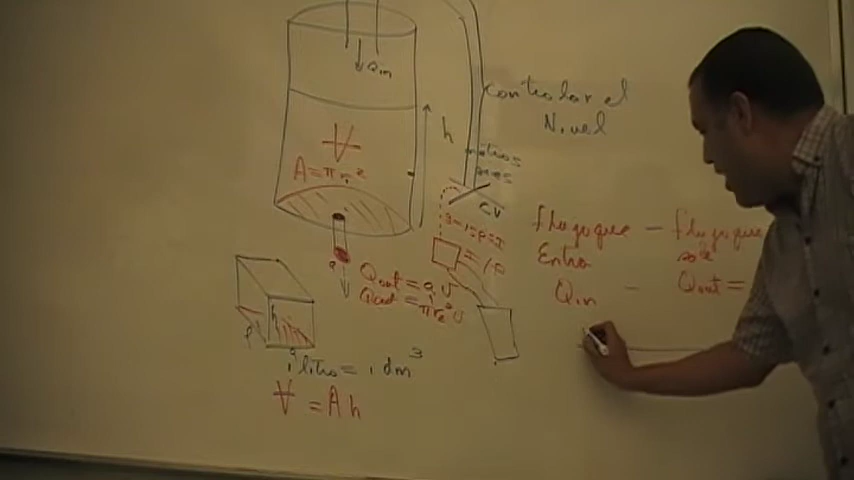 Qin
Controlar el
Nivel
h
V
A = πr²
CV
Flujo que — Flujo que
Entra sale
Qin — Qout =
Qout = a v
Qout = πr²v
h
1 litro = 1 dm³
V = A h